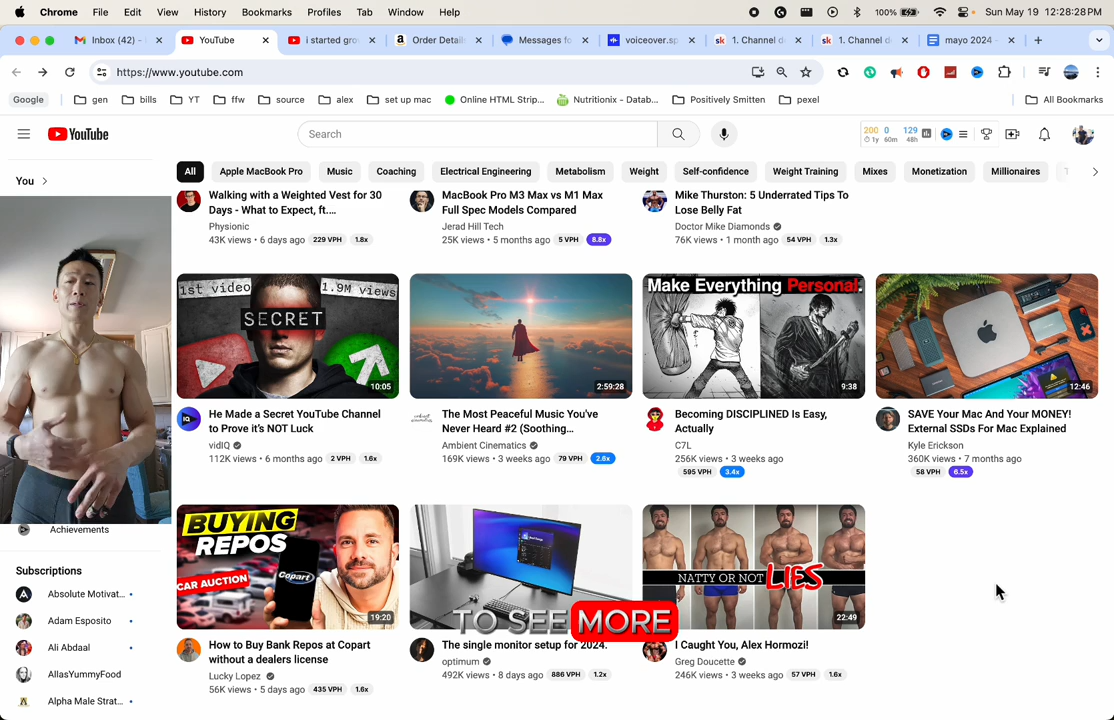 Chrome File Edit View History Bookmarks Profiles Tab Window Help 100% Sun May 19 12:28:28 PM
Inbox (42) - YouTube i started gro Order Detail Messages fo voiceover.sp 1. Channel d 1. Channel d mayo 2024 -
https://www.youtube.com
Google gen bills YT ffw source alex set up mac Online HTML Strip... Nutritionix - Datab... Positively Smitten pexel All Bookmarks
YouTube Search 200 0 129
1y 60m 48h
You All Apple MacBook Pro Music Coaching Electrical Engineering Metabolism Weight Self-confidence Weight Training Mixes Monetization Millionaires
Walking with a Weighted Vest for 30
Days - What to Expect, ft....
Physionic
43K views • 6 days ago 229 VPH 1.8x
MacBook Pro M3 Max vs M1 Max
Full Spec Models Compared
Jerad Hill Tech
25K views • 5 months ago 5 VPH 8.8x
Mike Thurston: 5 Underrated Tips To
Lose Belly Fat
Doctor Mike Diamonds
76K views • 1 month ago 54 VPH 1.3x
1st video 1.9M views
SECRET
10:05
He Made a Secret YouTube Channel
to Prove it's NOT Luck
vidIQ
112K views • 6 months ago 2 VPH 1.6x
2:59:28
The Most Peaceful Music You've
Never Heard #2 (Soothing...
Ambient Cinematics
169K views • 3 weeks ago 79 VPH 2.6x
Make Everything Personal.
9:38
Becoming DISCIPLINED Is Easy,
Actually
C7L
256K views • 3 weeks
595 VPH 3.4x
12:46
SAVE Your Mac And Your MONEY!
External SSDs For Mac Explained
Kyle Erickson
360K views • 7 months
58 VPH 6.5x
Achievements
Subscriptions
Absolute Motivat...
Adam Esposito
Ali Abdaal
AllasYummyFood
Alpha Male Strat...
BUYING
REPOS
CAR AUCTION
Copart
19:20
How to Buy Bank Repos at Copart
without a dealers license
Lucky Lopez
56K views • 5 days ago 435 VPH 1.6x
TO SEE MORE
The single monitor setup for 2024.
optimum
492K views • 8 days ago 886 VPH 1.2x
NATTY OR NOT LIES
22:49
I Caught You, Alex Hormozi!
Greg Doucette
246K views • 3 weeks ago 57 VPH 1.6x